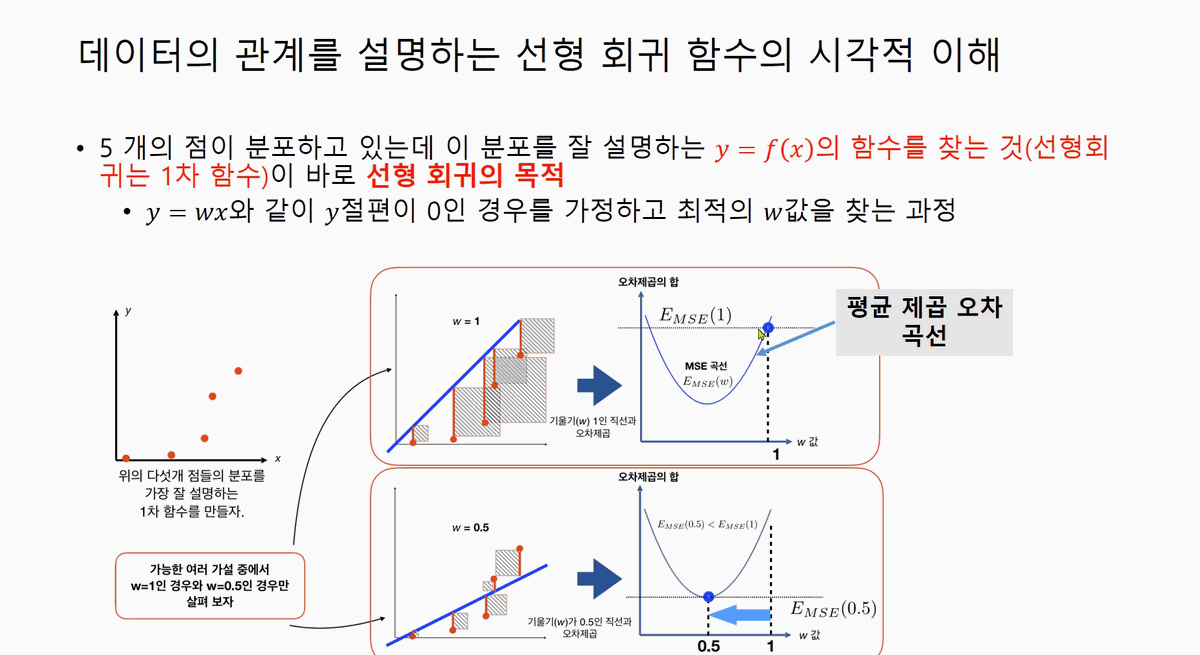 데이터의 관계를 설명하는 선형 회귀 함수의 시각적 이해
• 5 개의 점이 분포하고 있는데 이 분포를 잘 설명하는 y = f(x)의 함수를 찾는 것(선형회
귀는 1차 함수)이 바로 선형 회귀의 목적
• y = wx와 같이 y절편이 0인 경우를 가정하고 최적의 w값을 찾는 과정
y
x
위의 다섯개 점들의 분포를
가장 잘 설명하는
1차 함수를 만들자.
가능한 여러 가설 중에서
w=1인 경우와 w=0.5인 경우만
살펴 보자
w = 1
기울기(w) 1인 직선과
오차제곱
오차제곱의 합
E_MSE(1)
MSE 곡선
E_MSE(w)
w 값
1
평균 제곱 오차
곡선
w = 0.5
기울기(w)가 0.5인 직선과
오차제곱
오차제곱의 합
E_MSE(0.5) < E_MSE(1)
E_MSE(0.5)
w 값
0.5
1